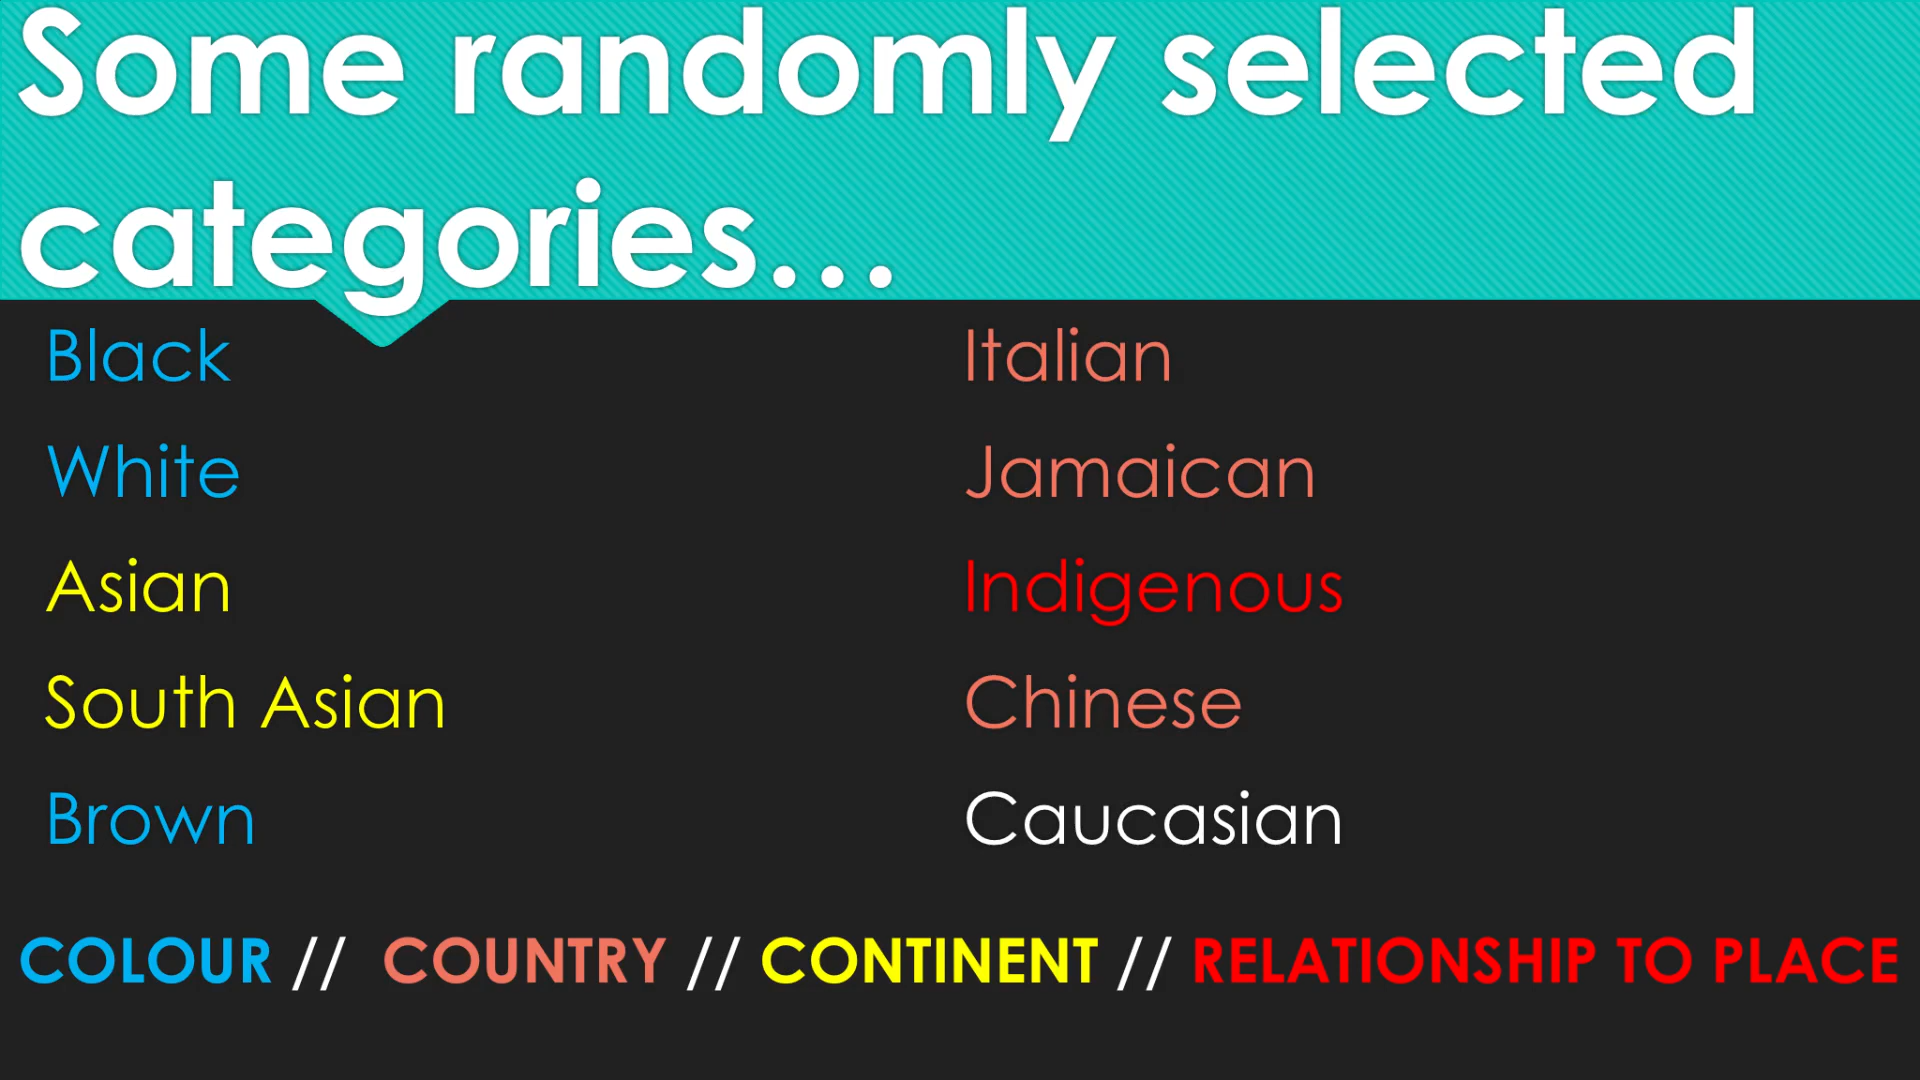 Some randomly selected
categories...
Black
White
Asian
South Asian
Brown
Italian
Jamaican
Indigenous
Chinese
Caucasian
COLOUR // COUNTRY // CONTINENT // RELATIONSHIP TO PLACE